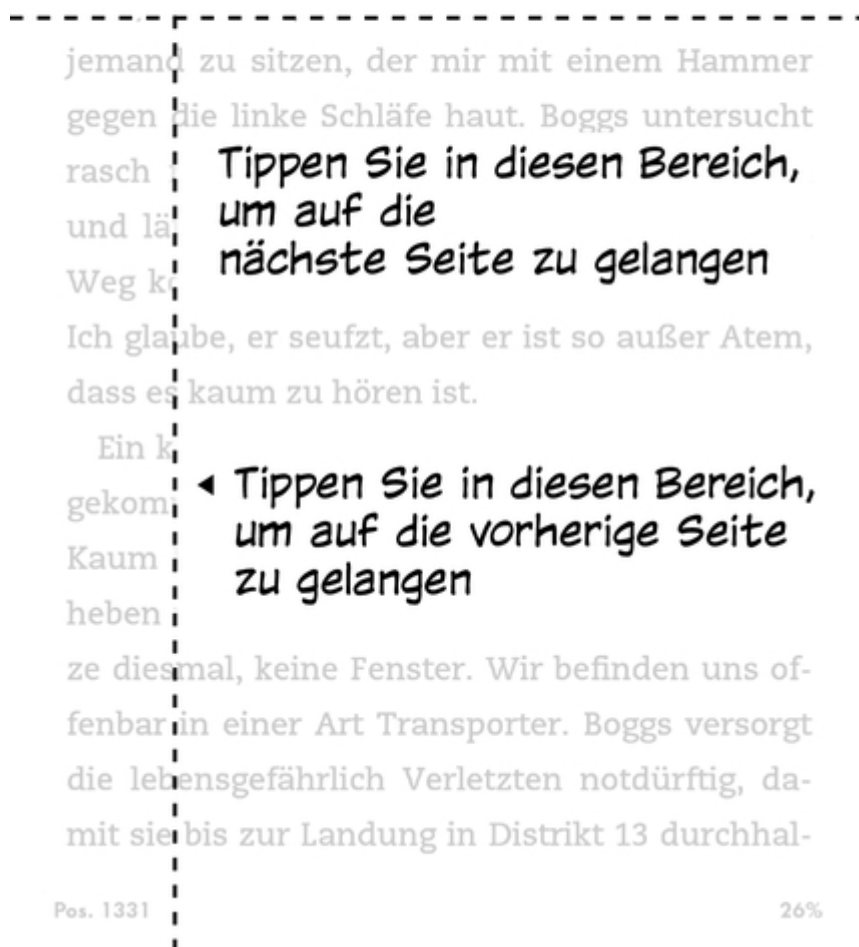 jemand zu sitzen, der mir mit einem Hammer
gegen die linke Schläfe haut. Boggs untersucht
rasch
Tippen Sie in diesen Bereich,
und lä
um auf die
nächste Seite zu gelangen
Weg
Ich glaube, er seufzt, aber er ist so außer Atem,
dass es kaum zu hören ist.
Ein k
◄ Tippen Sie in diesen Bereich,
gekom
um auf die vorherige Seite
Kaum
zu gelangen
heben
ze diesmal, keine Fenster. Wir befinden uns of-
fenbar in einer Art Transporter. Boggs versorgt
die lebensgefährlich Verletzten notdürftig, da-
mit sie bis zur Landung in Distrikt 13 durchhal-
Pos. 1331 26%